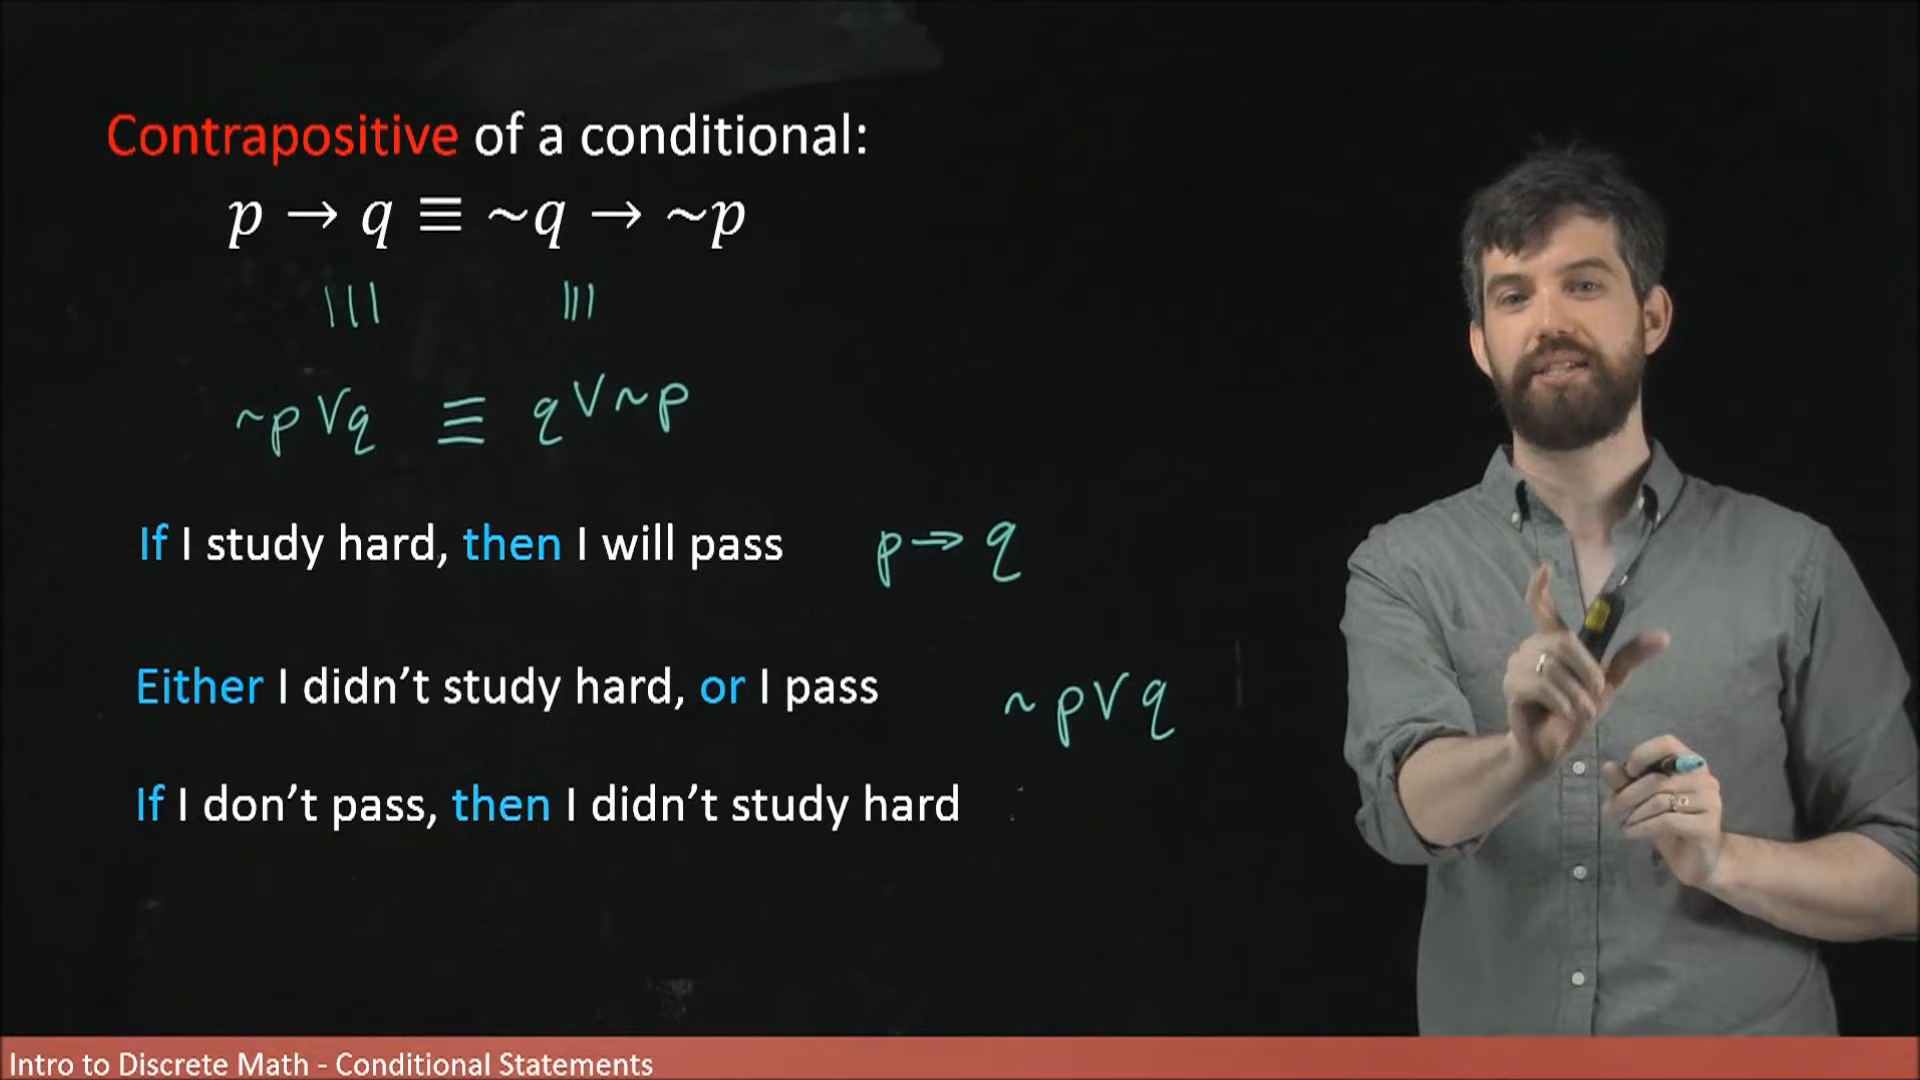 Contrapositive of a conditional:
p → q ≡ ~q → ~p
||| |||
~p ∨ q ≡ q ∨ ~p
If I study hard, then I will pass p → q
Either I didn't study hard, or I pass ~p ∨ q
If I don't pass, then I didn't study hard
Intro to Discrete Math - Conditional Statements